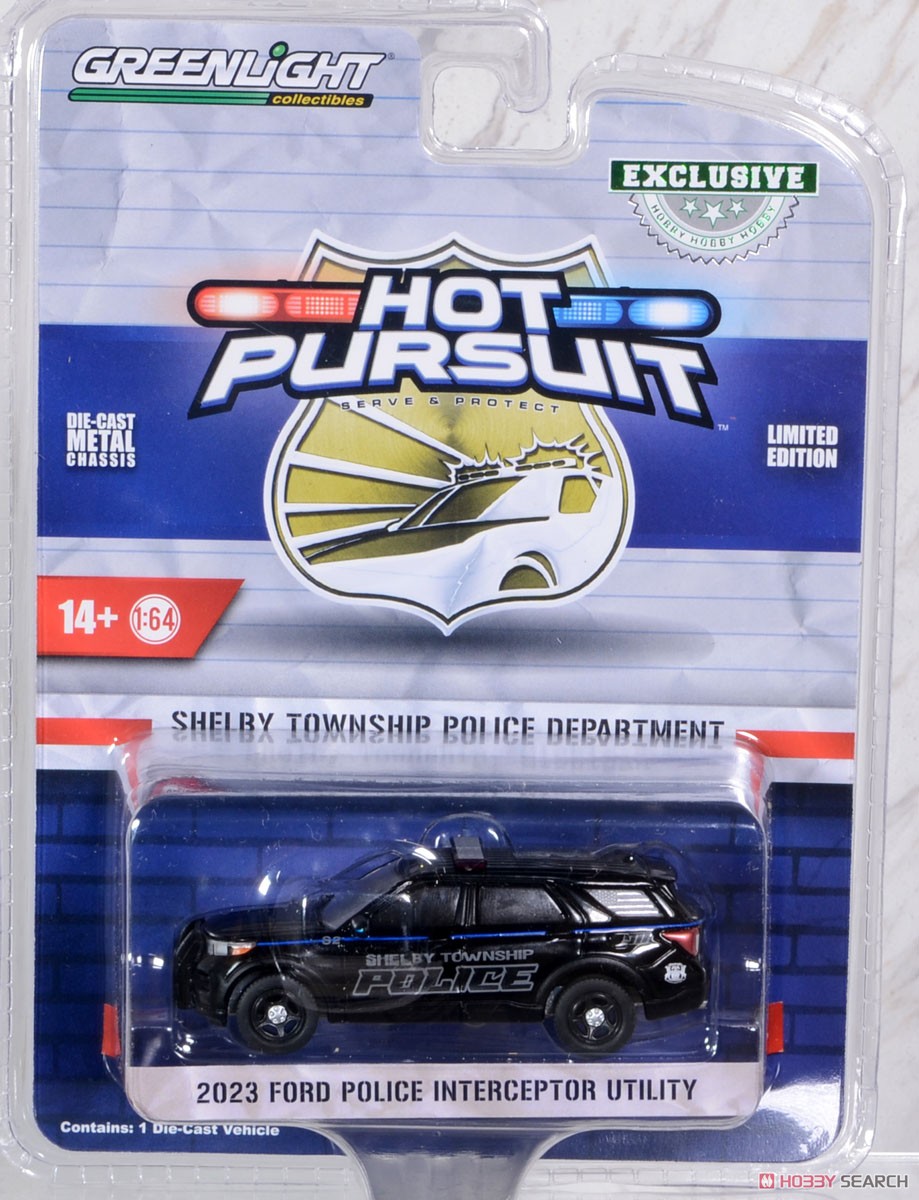 GREENLiGHT®
collectibles
EXCLUSIVE
HOBBY HOBBY HOBBY
HOT
PURSUIT
™
SERVE & PROTECT
DIE-CAST
METAL
CHASSIS
LIMITED
EDITION
14+ 1:64
SHELBY TOWNSHIP POLICE DEPARTMENT
SHELBY TOWNSHIP
POLICE
2023 FORD POLICE INTERCEPTOR UTILITY
Contains: 1 Die-Cast Vehicle
HOBBY SEARCH